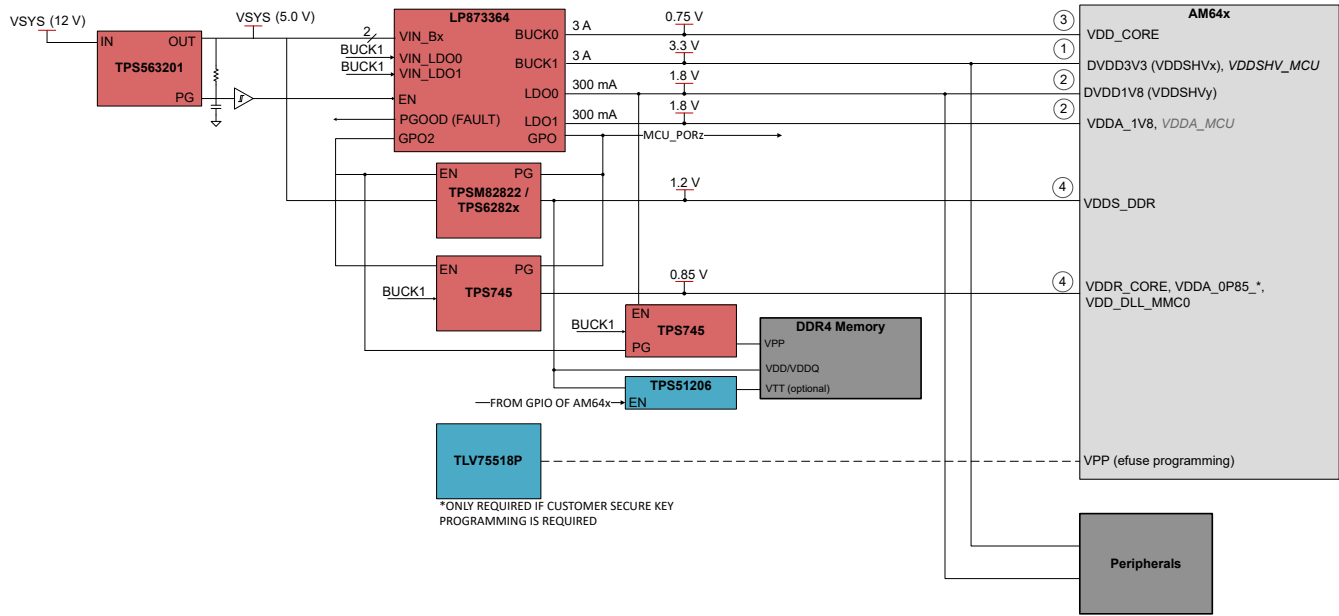 VSYS (12 V)
VSYS (5.0 V)
IN
OUT
TPS563201
PG
LP873364
2
VIN_Bx
BUCK1
VIN_LDO0
BUCK1
VIN_LDO1
EN
PGOOD (FAULT)
GPO2
BUCK0
BUCK1
LDO0
LDO1
GPO
3 A
0.75 V
3 A
3.3 V
300 mA
1.8 V
300 mA
1.8 V
MCU_PORz
AM64x
3
VDD_CORE
1
DVDD3V3 (VDDSHVx), VDDSHV_MCU
2
DVDD1V8 (VDDSHVy)
2
VDDA_1V8, VDDA_MCU
EN
PG
TPSM82822 /
TPS6282x
1.2 V
4
VDDS_DDR
EN
PG
BUCK1
TPS745
0.85 V
4
VDDR_CORE, VDDA_0P85_*,
VDD_DLL_MMC0
EN
BUCK1
TPS745
PG
DDR4 Memory
VPP
VDD/VDDQ
VTT (optional)
TPS51206
FROM GPIO OF AM64x
EN
TLV75518P
VPP (efuse programming)
*ONLY REQUIRED IF CUSTOMER SECURE KEY
PROGRAMMING IS REQUIRED
Peripherals